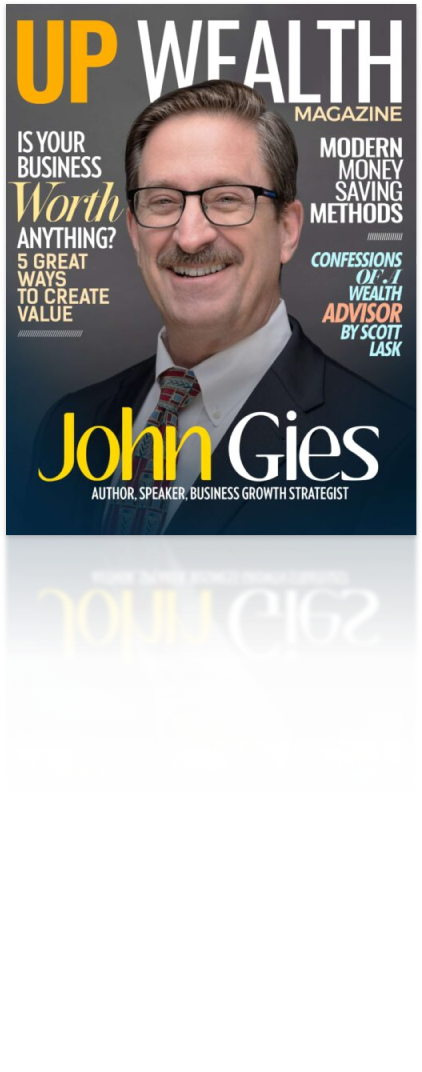 UP WEALTH
MAGAZINE
IS YOUR
BUSINESS
Worth
ANYTHING?
5 GREAT
WAYS
TO CREATE
VALUE
MODERN
MONEY
SAVING
METHODS
CONFESSIONS
OF A
WEALTH
ADVISOR
BY SCOTT
LASK
John Gies
AUTHOR, SPEAKER, BUSINESS GROWTH STRATEGIST